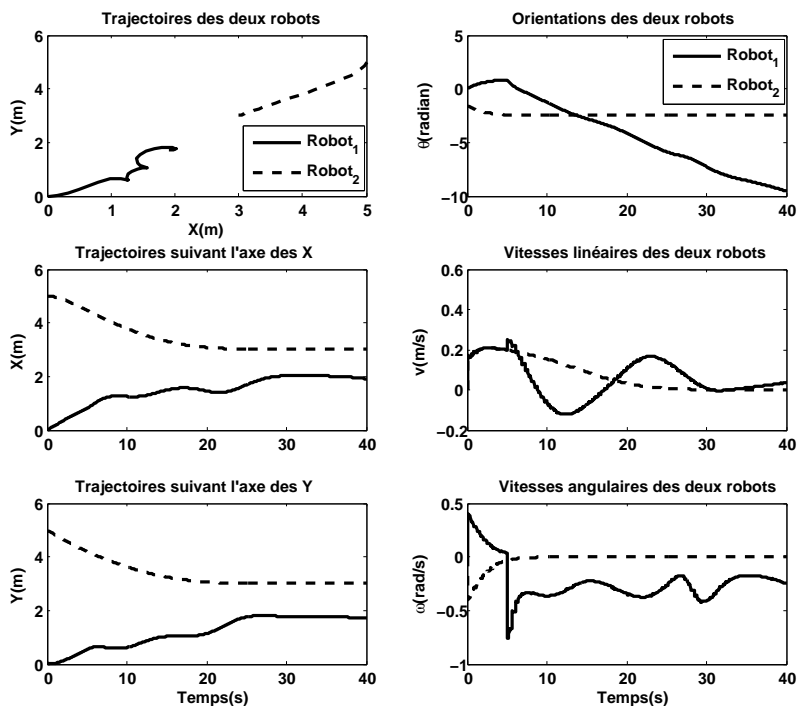 Trajectoires des deux robots
6
4
2
0
Y(m)
0
1
2
3
4
5
X(m)
Robot1
Robot2
Orientations des deux robots
5
0
−5
−10
θ(radian)
0
10
20
30
40
Robot1
Robot2
Trajectoires suivant l'axe des X
6
4
2
0
X(m)
0
10
20
30
40
Vitesses linéaires des deux robots
0.6
0.4
0.2
0
−0.2
v(m/s)
0
10
20
30
40
Trajectoires suivant l'axe des Y
6
4
2
0
Y(m)
0
10
20
30
40
Temps(s)
Vitesses angulaires des deux robots
0.5
0
−0.5
−1
ω(rad/s)
0
10
20
30
40
Temps(s)